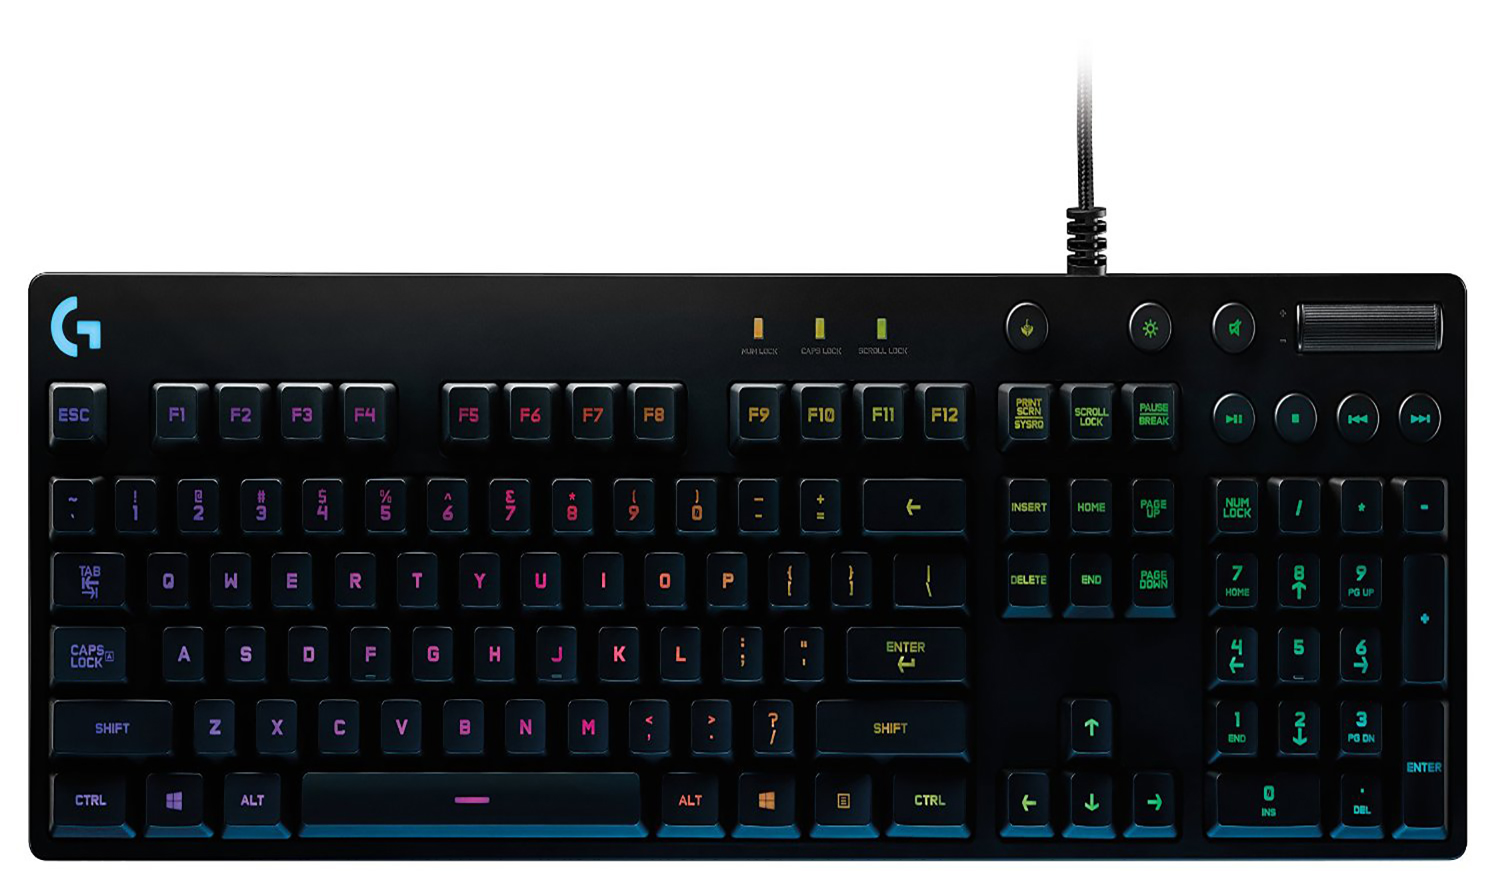 G
NUM LOCK CAPS LOCK SCROLL LOCK
ESC F1 F2 F3 F4 F5 F6 F7 F8 F9 F10 F11 F12
PRINT
SCRN
SYSRQ
SCROLL
LOCK
PAUSE
BREAK
~ ! @ # $ % ^ & * ( ) _ +
` 1 2 3 4 5 6 7 8 9 0 - =
←
INSERT HOME PAGE
UP
NUM
LOCK
/ * -
TAB
Q W E R T Y U I O P { } |
[ ] \
DELETE END PAGE
DOWN
7 8 9
HOME ↑ PG UP
+
CAPS
LOCK A
A S D F G H J K L : "
; '
ENTER
4 5 6
← →
SHIFT Z X C V B N M < > ?
, . /
SHIFT
↑
1 2 3
END ↓ PG DN
ENTER
CTRL ALT ALT CTRL
← ↓ →
0 .
INS DEL